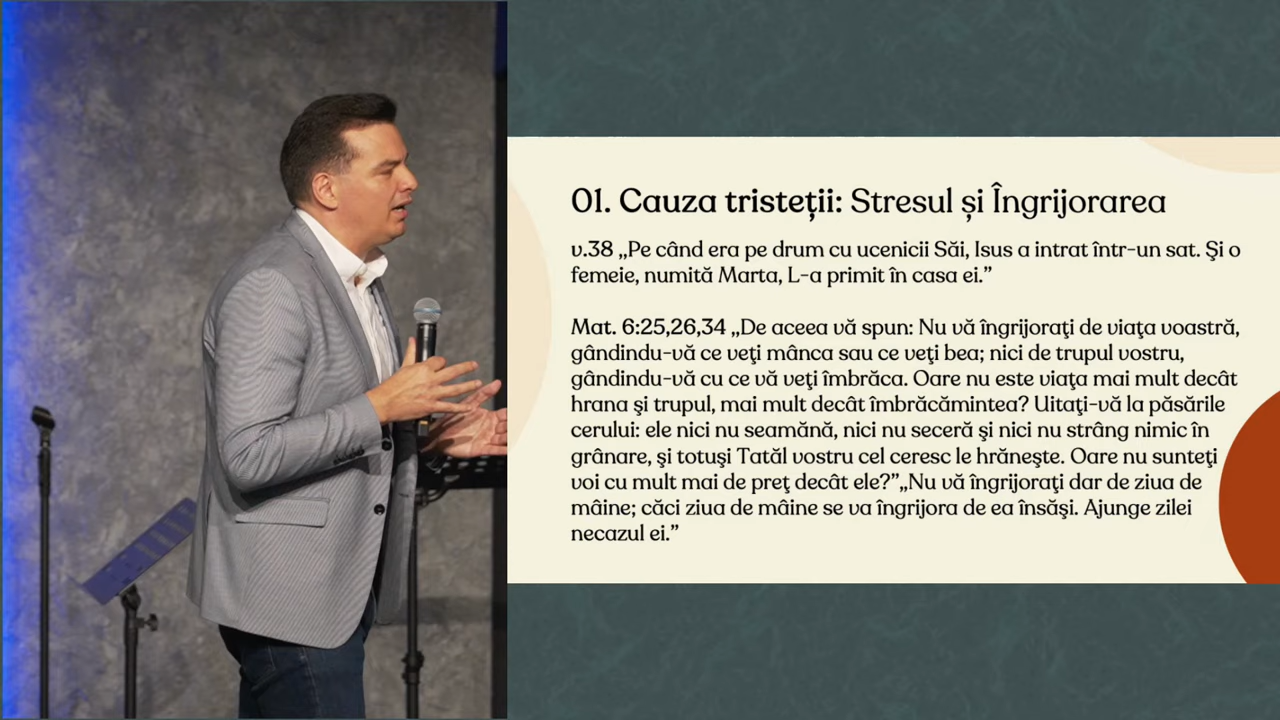 01. Cauza tristeții: Stresul și Îngrijorarea
v.38 „Pe când era pe drum cu ucenicii Săi, Isus a intrat într-un sat. Şi o
femeie, numită Marta, L-a primit în casa ei.”
Mat. 6:25,26,34 „De aceea vă spun: Nu vă îngrijoraţi de viaţa voastră,
gândindu-vă ce veţi mânca sau ce veţi bea; nici de trupul vostru,
gândindu-vă cu ce vă veţi îmbrăca. Oare nu este viaţa mai mult decât
hrana şi trupul, mai mult decât îmbrăcămintea? Uitaţi-vă la păsările
cerului: ele nici nu seamănă, nici nu seceră şi nici nu strâng nimic în
grânare, şi totuşi Tatăl vostru cel ceresc le hrăneşte. Oare nu sunteţi
voi cu mult mai de preţ decât ele?”„Nu vă îngrijoraţi dar de ziua de
mâine; căci ziua de mâine se va îngrijora de ea însăşi. Ajunge zilei
necazul ei.”